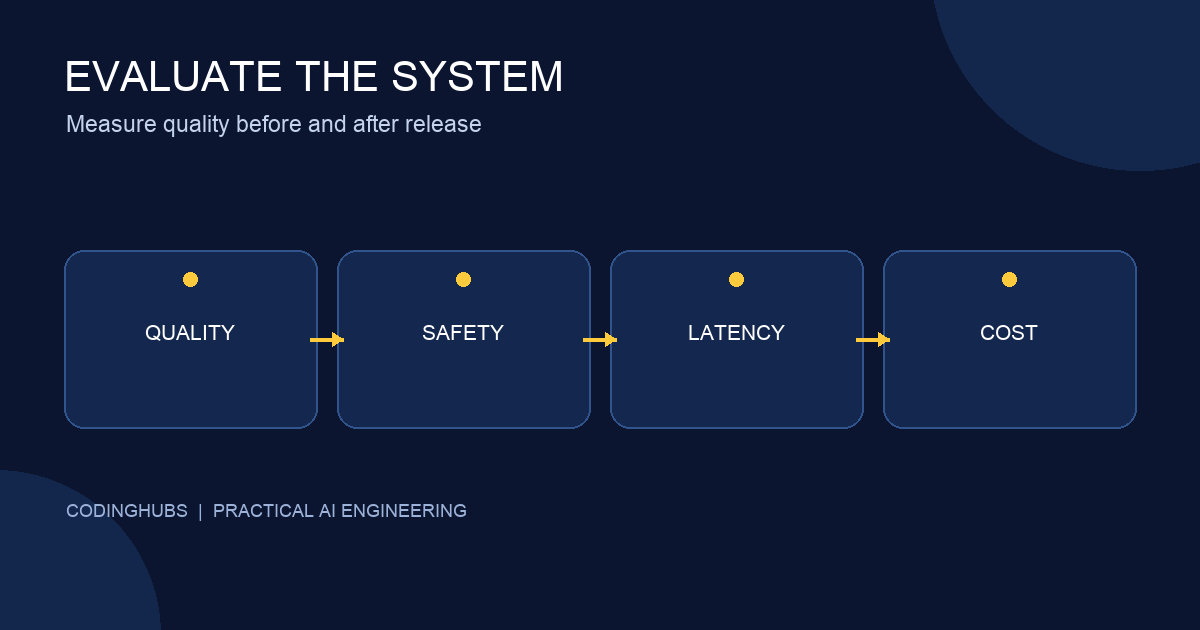 EVALUATE THE SYSTEM
Measure quality before and after release
QUALITY
SAFETY
LATENCY
COST
CODINGHUBS | PRACTICAL AI ENGINEERING